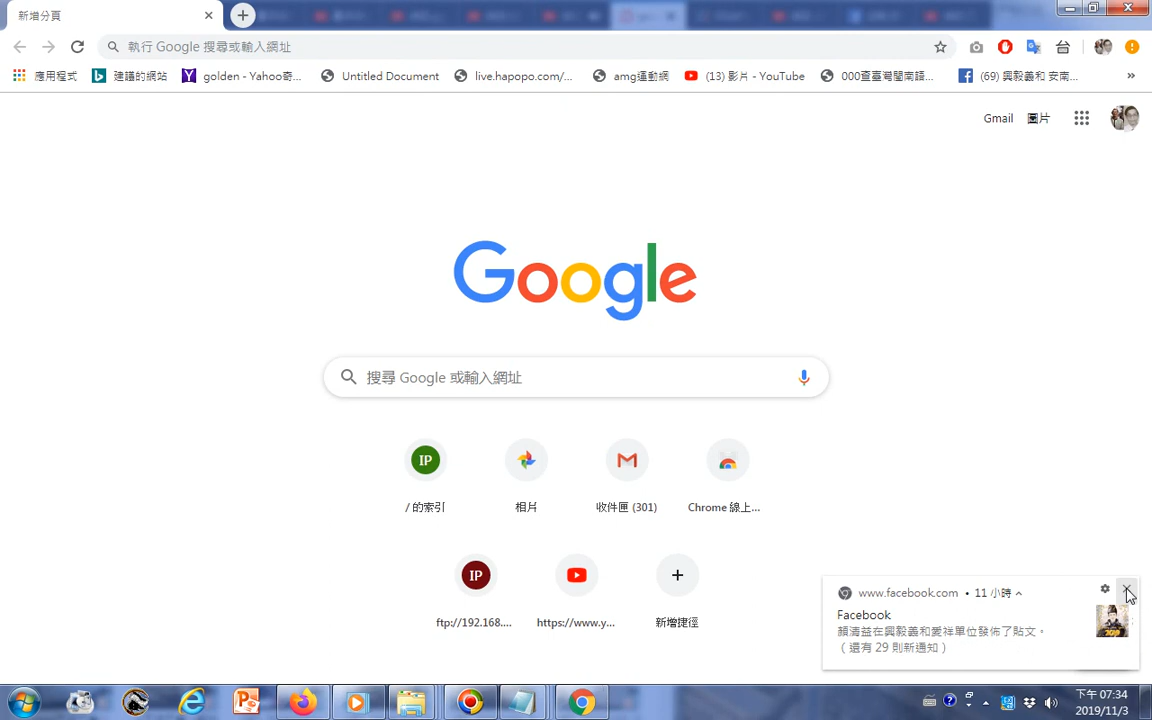 新增分頁
執行 Google 搜尋或輸入網址
應用程式 建議的網站 golden - Yahoo奇... Untitled Document live.hapopo.com/... amg運動網 (13) 影片 - YouTube 000查臺灣閩南語... (69) 興毅義和 安南... »
Gmail 圖片
Google
搜尋 Google 或輸入網址
IP
/ 的索引 相片 收件匣 (301) Chrome 線上...
IP
ftp://192.168.... https://www.y... 新增捷徑
www.facebook.com • 11 小時
Facebook
顏清益在興毅義和愛祥單位發佈了貼文。
（還有 29 則新通知）
下午 07:34
2019/11/3